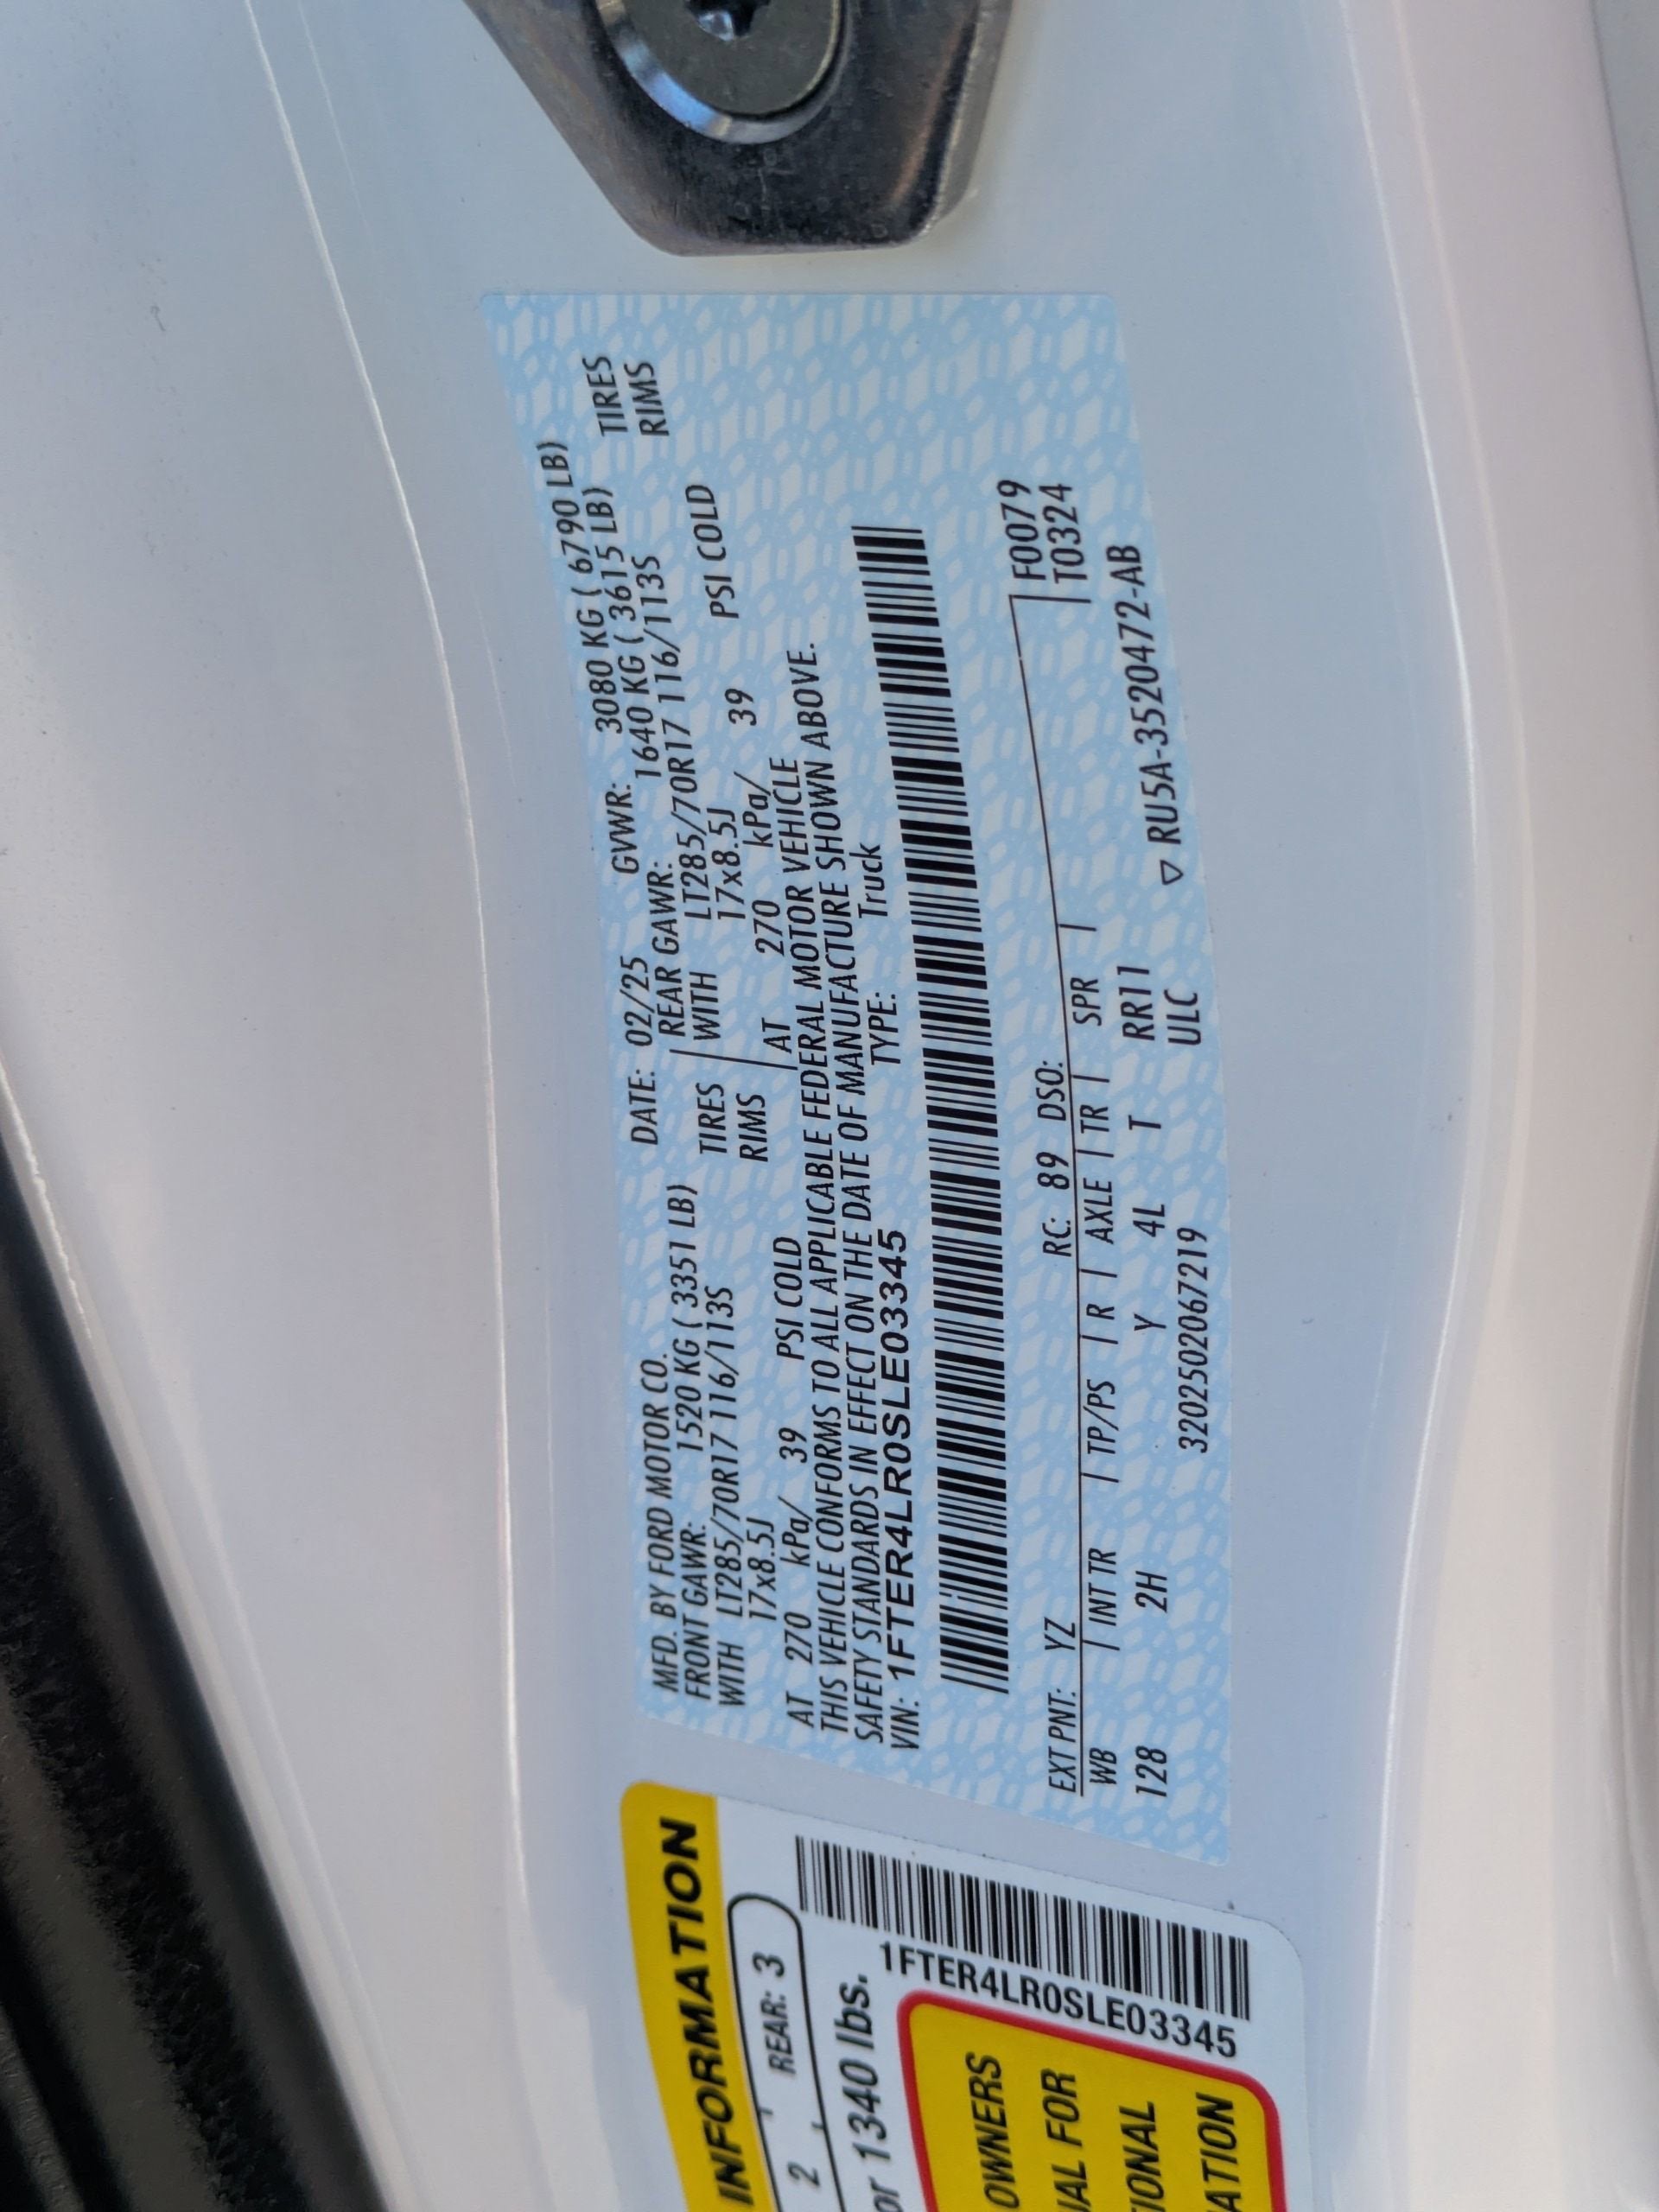 MFD. BY FORD MOTOR CO. DATE: 02/25 GVWR: 3080 KG ( 6790 LB)
FRONT GAWR: 1520 KG ( 3351 LB) REAR GAWR: 1640 KG ( 3615 LB)
WITH LT285/70R17 116/113S TIRES WITH LT285/70R17 116/113S TIRES
17x8.5J RIMS 17x8.5J RIMS
AT 270 kPa/ 39 PSI COLD AT 270 kPa/ 39 PSI COLD
THIS VEHICLE CONFORMS TO ALL APPLICABLE FEDERAL MOTOR VEHICLE
SAFETY STANDARDS IN EFFECT ON THE DATE OF MANUFACTURE SHOWN ABOVE.
VIN: 1FTER4LR0SLE03345 TYPE: Truck
F0079
T0324
EXT PNT: YZ RC: 89 DSO:
WB INT TR TP/PS R AXLE TR SPR
128 2H Y 4L T RR11
ULC
▽ RU5A-3520472-AB
3202502067219
INFORMATION
2 REAR: 3
or 1340 lbs.
1FTER4LR0SLE03345
OWNERS
UAL FOR
TIONAL
ATION